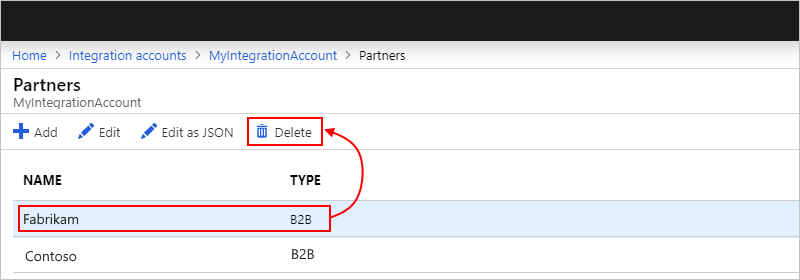 Home > Integration accounts > MyIntegrationAccount > Partners
Partners
MyIntegrationAccount
Add Edit Edit as JSON Delete
NAME TYPE
Fabrikam B2B
Contoso B2B